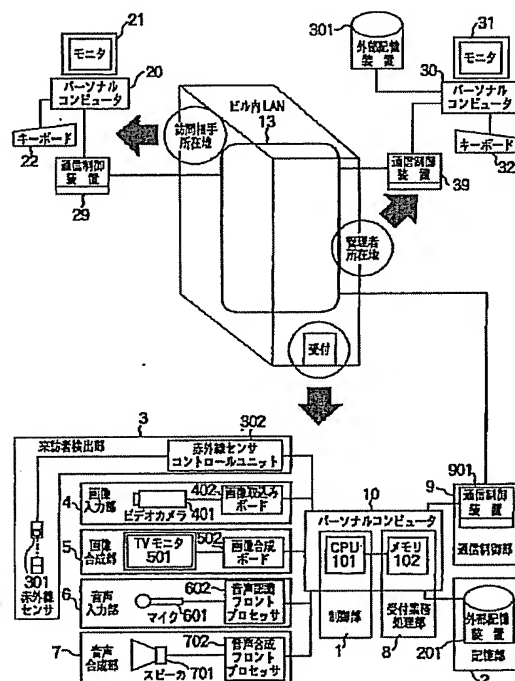 21
モニタ
20
パーソナル
コンピュータ
キーボード
22
通信制御
装置
29
訪問相手
所在地
ビル内LAN
13
301
外部記憶
装置
31
モニタ
30
パーソナル
コンピュータ
キーボード
32
通信制御
装置
39
管理者
所在地
受付
3
来訪者検出部
302
赤外線センサ
コントロールユニット
301
赤外線
センサ
4
画像
入力部
ビデオカメラ
401
402
画像取込み
ボード
5
画像
合成部
TVモニタ
501
502
画像合成
ボード
6
音声
入力部
マイク
601
602
音声認識
フロント
プロセッサ
7
音声
合成部
スピーカ
701
702
音声合成
フロント
プロセッサ
10
パーソナルコンピュータ
CPU
101
メモリ
102
制御部
1
受付業務
処理部
8
9
901
通信制御
装置
通信制御部
外部記憶
装置
201
記憶部
2